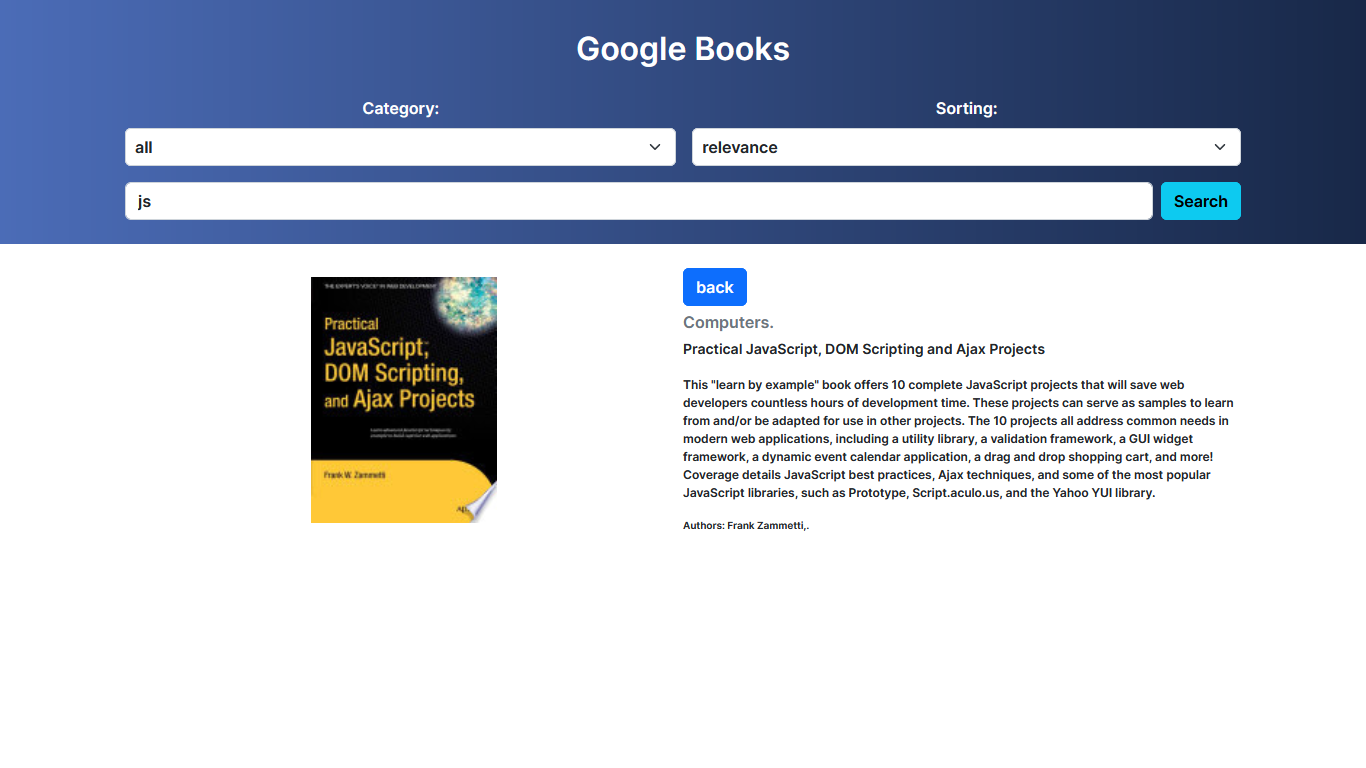 Google Books
Category:
Sorting:
all
relevance
js
Search
THE EXPERT'S VOICE® IN WEB DEVELOPMENT
Practical
JavaScript,™
DOM Scripting,
and Ajax Projects
Frank W. Zammetti
back
Computers.
Practical JavaScript, DOM Scripting and Ajax Projects
This "learn by example" book offers 10 complete JavaScript projects that will save web
developers countless hours of development time. These projects can serve as samples to learn
from and/or be adapted for use in other projects. The 10 projects all address common needs in
modern web applications, including a utility library, a validation framework, a GUI widget
framework, a dynamic event calendar application, a drag and drop shopping cart, and more!
Coverage details JavaScript best practices, Ajax techniques, and some of the most popular
JavaScript libraries, such as Prototype, Script.aculo.us, and the Yahoo YUI library.
Authors: Frank Zammetti,.